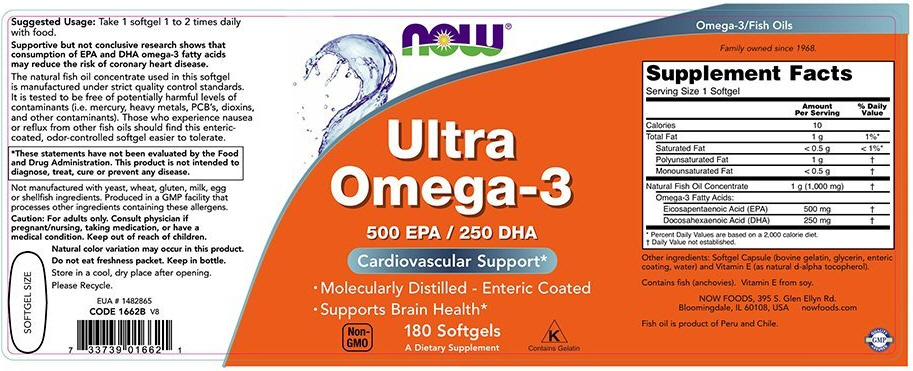 Suggested Usage: Take 1 softgel 1 to 2 times daily
with food.
Supportive but not conclusive research shows that
consumption of EPA and DHA omega-3 fatty acids
may reduce the risk of coronary heart disease.
The natural fish oil concentrate used in this softgel
is manufactured under strict quality control standards.
It is tested to be free of potentially harmful levels of
contaminants (i.e. mercury, heavy metals, PCB's, dioxins,
and other contaminants). Those who experience nausea
or reflux from other fish oils should find this enteric-
coated, odor-controlled softgel easier to tolerate.
*These statements have not been evaluated by the Food
and Drug Administration. This product is not intended to
diagnose, treat, cure or prevent any disease.
Not manufactured with yeast, wheat, gluten, milk, egg
or shellfish ingredients. Produced in a GMP facility that
processes other ingredients containing these allergens.
Caution: For adults only. Consult physician if
pregnant/nursing, taking medication, or have a
medical condition. Keep out of reach of children.
Natural color variation may occur in this product.
Do not eat freshness packet. Keep in bottle.
Store in a cool, dry place after opening.
Please Recycle.
SOFTGEL SIZE
EUA # 1482865
CODE 1662B V8
7 33739 01662 1
now®
Ultra
Omega-3
500 EPA / 250 DHA
Cardiovascular Support*
• Molecularly Distilled - Enteric Coated
• Supports Brain Health*
Non-
GMO
180 Softgels
A Dietary Supplement
K
Contains Gelatin
Omega-3/Fish Oils
Family owned since 1968.
Supplement Facts
Serving Size 1 Softgel
Amount Per Serving % Daily Value
Calories 10
Total Fat 1 g 1%*
Saturated Fat < 0.5 g < 1%*
Polyunsaturated Fat 1 g †
Monounsaturated Fat < 0.5 g †
Natural Fish Oil Concentrate 1 g (1,000 mg) †
Omega-3 Fatty Acids:
Eicosapentaenoic Acid (EPA) 500 mg †
Docosahexaenoic Acid (DHA) 250 mg †
* Percent Daily Values are based on a 2,000 calorie diet.
† Daily Value not established.
Other ingredients: Softgel Capsule (bovine gelatin, glycerin, enteric
coating, water) and Vitamin E (as natural d-alpha tocopherol).
Contains fish (anchovies). Vitamin E from soy.
NOW FOODS, 395 S. Glen Ellyn Rd.
Bloomingdale, IL 60108, USA nowfoods.com
Fish oil is product of Peru and Chile.
GMP